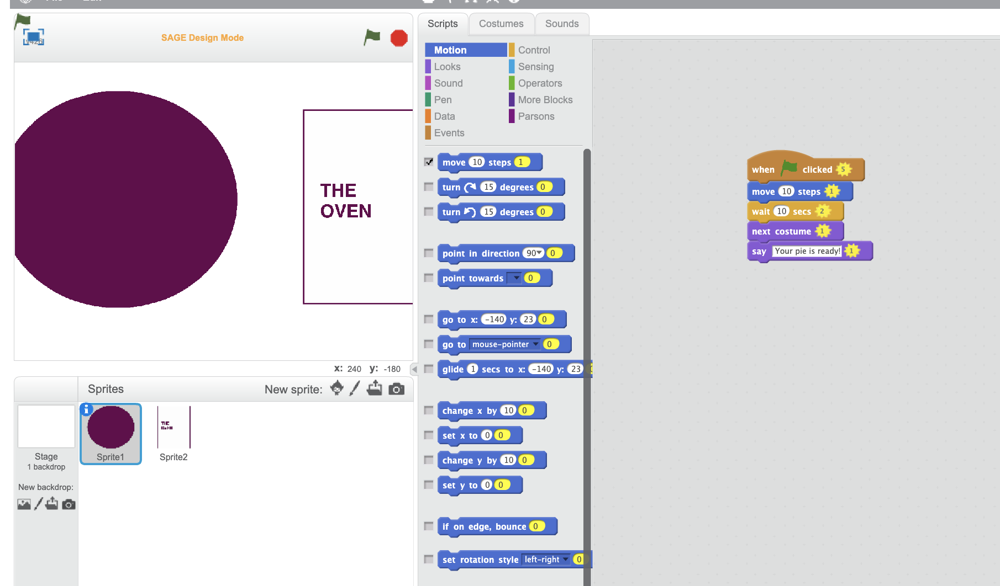 SAGE Design Mode
v426
THE
OVEN
x: 240 y: -180
Sprites
New sprite:
Stage
1 backdrop
New backdrop:
Sprite1
THE
Sprite2
Scripts
Costumes
Sounds
Motion
Looks
Sound
Pen
Data
Events
Control
Sensing
Operators
More Blocks
Parsons
move 10 steps 1
turn 15 degrees 0
turn 15 degrees 0
point in direction 90 0
point towards 0
go to x: -140 y: 23 0
go to mouse-pointer 0
glide 1 secs to x: -140 y: 23
change x by 10 0
set x to 0 0
change y by 10 0
set y to 0 0
if on edge, bounce 0
set rotation style left-right 0
when clicked 5
move 10 steps 1
wait 10 secs 2
next costume 1
say Your pie is ready! 1